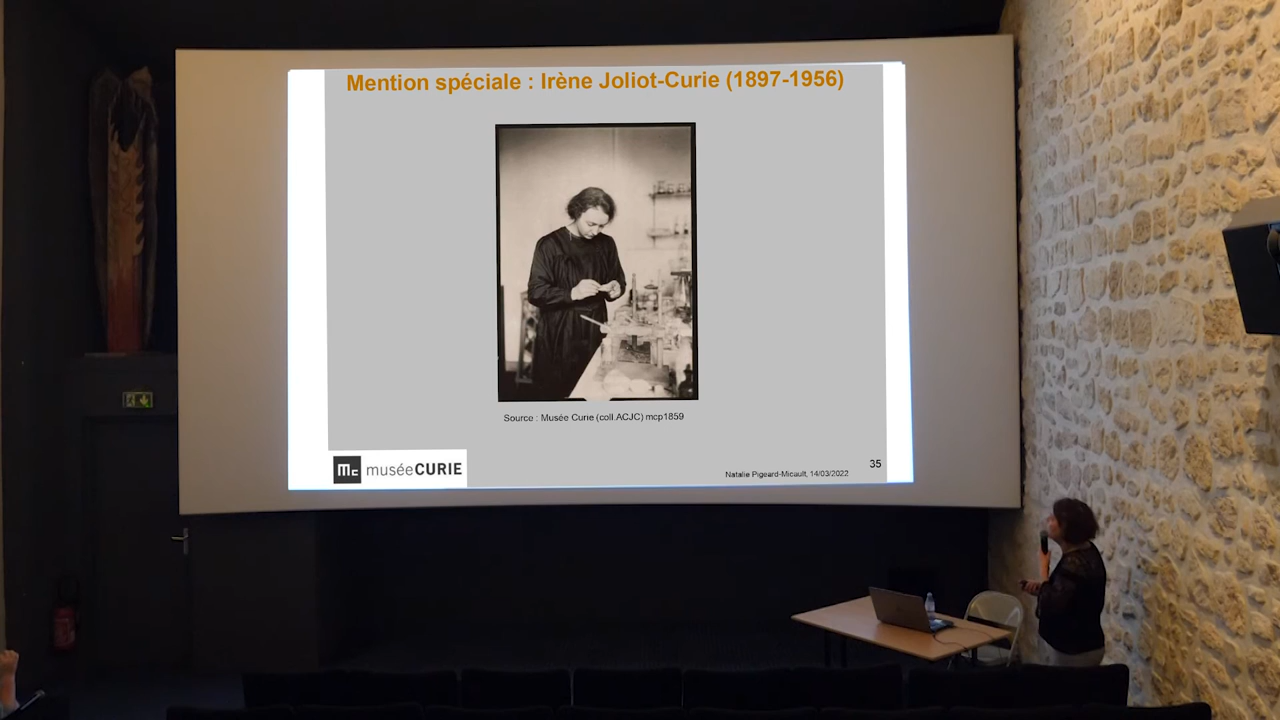 Mention spéciale : Irène Joliot-Curie (1897-1956)
Source : Musée Curie (coll.ACJC) mcp1859
Mc muséeCURIE
Natalie Pigeard-Micault, 14/03/2022
35